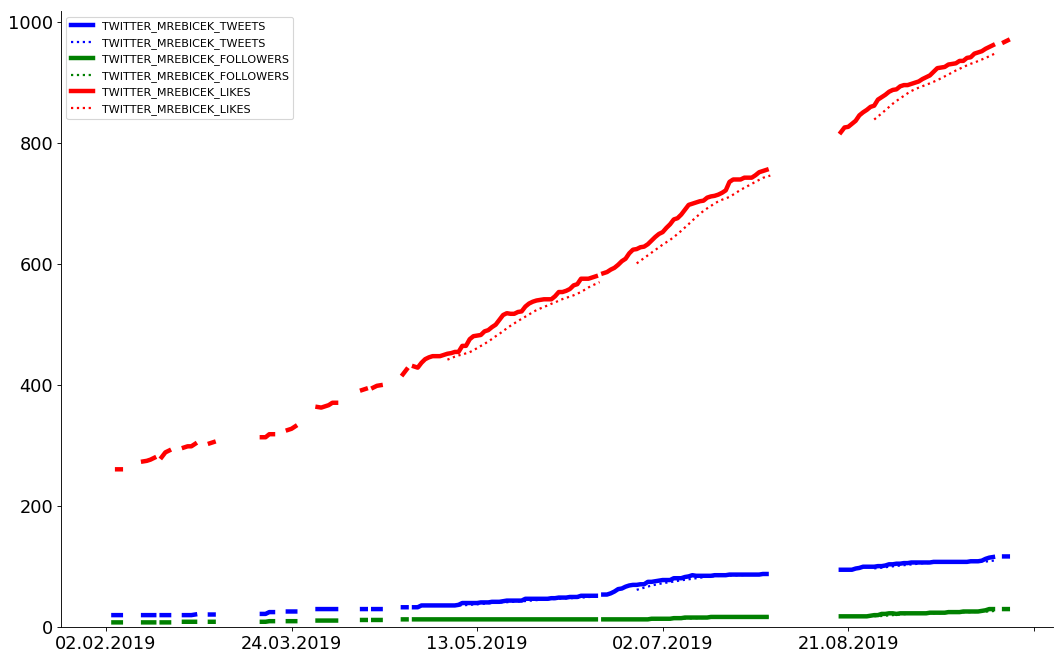 1000
800
600
400
200
0
TWITTER_MREBICEK_TWEETS
TWITTER_MREBICEK_TWEETS
TWITTER_MREBICEK_FOLLOWERS
TWITTER_MREBICEK_FOLLOWERS
TWITTER_MREBICEK_LIKES
TWITTER_MREBICEK_LIKES
02.02.2019 24.03.2019 13.05.2019 02.07.2019 21.08.2019